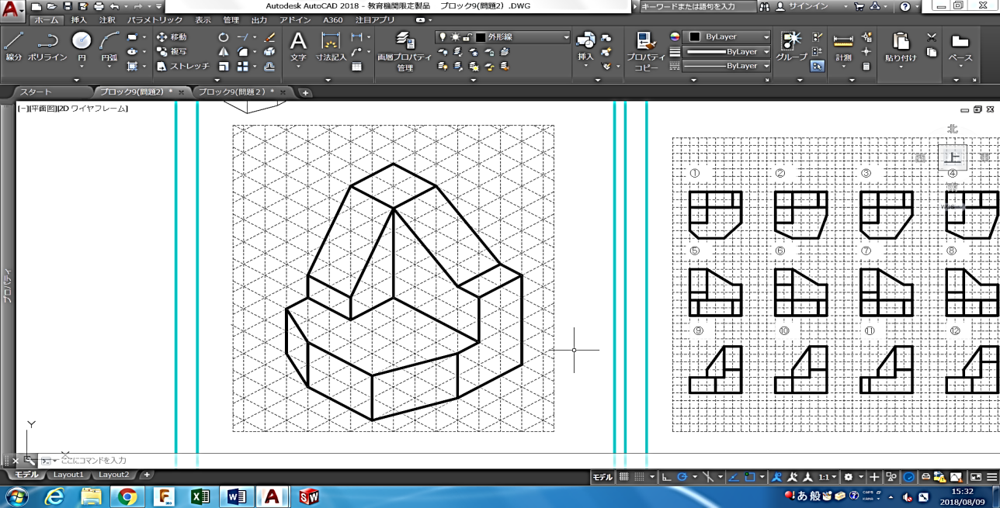 Autodesk AutoCAD 2018 - 教育機関限定製品 ブロック9(問題2) .DWG
キーワードまたは語句を入力
サインイン
ホーム 挿入 注釈 パラメトリック 表示 管理 出力 アドイン A360 注目アプリ
線分 ポリライン 円 円弧
移動
複写
ストレッチ
文字 寸法記入
画層プロパティ管理
外形線
挿入
プロパティコピー
ByLayer
ByLayer
ByLayer
グループ 計測 貼り付け ベース
スタート ブロック9(問題2) * ブロック9(問題２) *
[−][平面図][2D ワイヤフレーム]
プロパティ
北
上
① ② ③ ④
⑤ ⑥ ⑦ ⑧
⑨ ⑩ ⑪ ⑫
Y
X
ここにコマンドを入力
モデル Layout1 Layout2 +
モデル 1:1
あ 般 CAPS KANA
15:32
2018/08/09